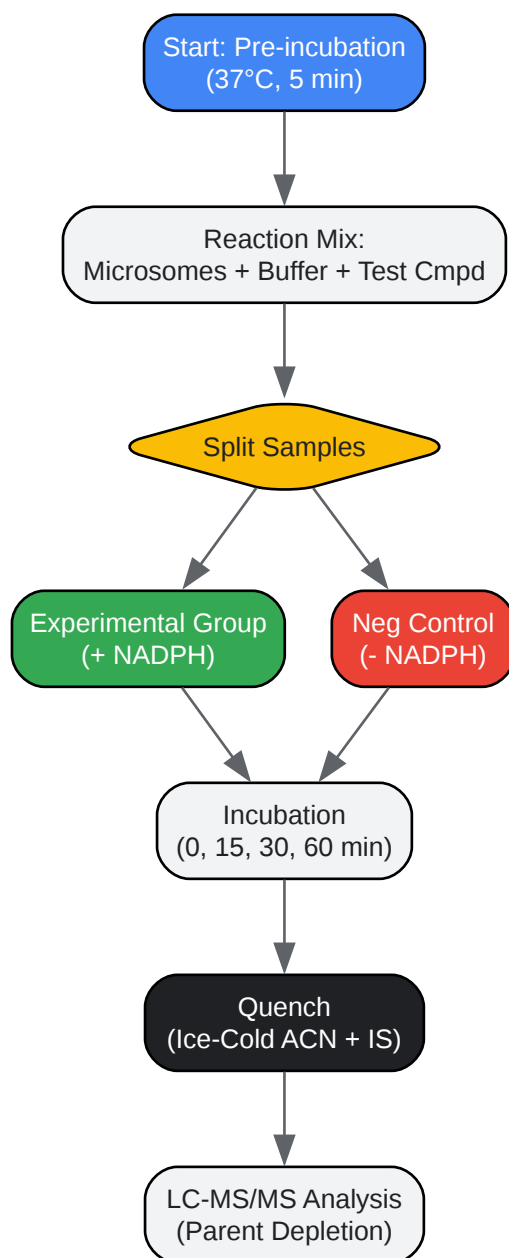 Start: Pre-incubation
(37°C, 5 min)
Reaction Mix:
Microsomes + Buffer + Test Cmpd
Split Samples
Experimental Group
(+ NADPH)
Neg Control
(- NADPH)
Incubation
(0, 15, 30, 60 min)
Quench
(Ice-Cold ACN + IS)
LC-MS/MS Analysis
(Parent Depletion)